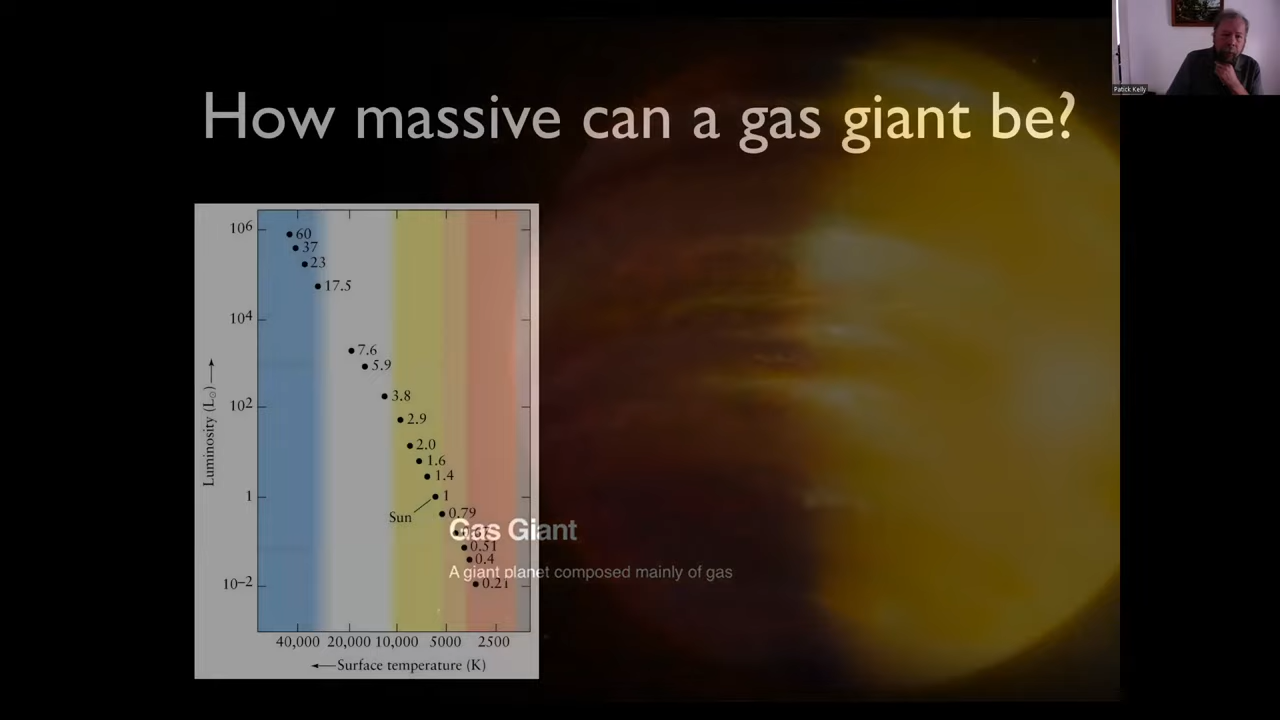 How massive can a gas giant be?
Patick Kelly
10⁶
10⁴
10²
1
10⁻²
Luminosity (L☉) →
60
37
23
17.5
7.6
5.9
3.8
2.9
2.0
1.6
1.4
1
Sun
0.79
Gas Giant
0.51
0.4
A giant planet composed mainly of gas
0.21
40,000 20,000 10,000 5000 2500
← Surface temperature (K)